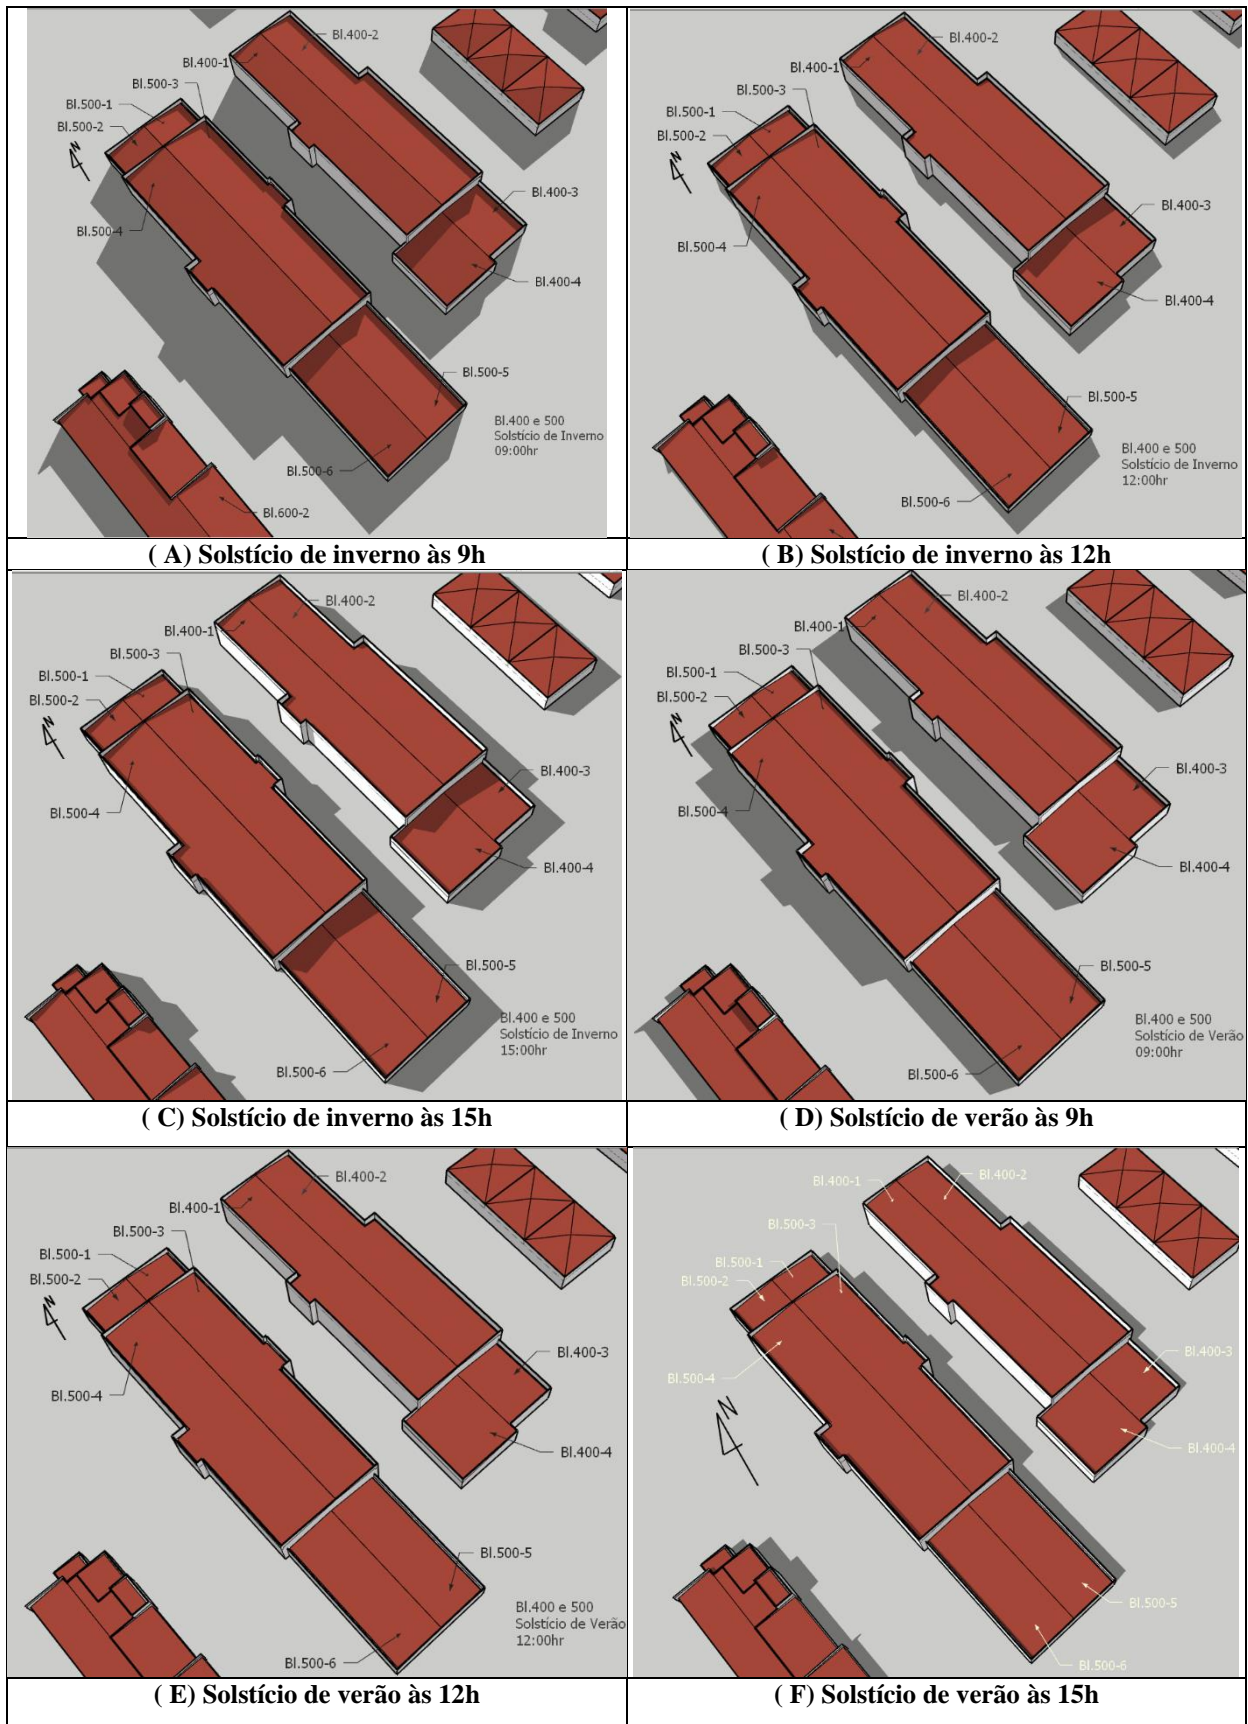 Bl.400-2
Bl.400-1
Bl.500-3
Bl.500-1
Bl.500-2
N
Bl.400-3
Bl.500-4
Bl.400-4
Bl.500-5
Bl.400 e 500
Solstício de Inverno
09:00hr
Bl.500-6
Bl.600-2
( A) Solstício de inverno às 9h
Bl.400-2
Bl.400-1
Bl.500-3
Bl.500-1
Bl.500-2
N
Bl.400-3
Bl.500-4
Bl.400-4
Bl.500-5
Bl.400 e 500
Solstício de Inverno
12:00hr
Bl.500-6
( B) Solstício de inverno às 12h
Bl.400-2
Bl.400-1
Bl.500-3
Bl.500-1
Bl.500-2
N
Bl.400-3
Bl.500-4
Bl.400-4
Bl.500-5
Bl.400 e 500
Solstício de Inverno
15:00hr
Bl.500-6
( C) Solstício de inverno às 15h
Bl.400-2
Bl.400-1
Bl.500-3
Bl.500-1
Bl.500-2
N
Bl.400-3
Bl.500-4
Bl.400-4
Bl.500-5
Bl.400 e 500
Solstício de Verão
09:00hr
Bl.500-6
( D) Solstício de verão às 9h
Bl.400-2
Bl.400-1
Bl.500-3
Bl.500-1
Bl.500-2
N
Bl.400-3
Bl.500-4
Bl.400-4
Bl.500-5
Bl.400 e 500
Solstício de Verão
12:00hr
Bl.500-6
( E) Solstício de verão às 12h
Bl.400-2
Bl.400-1
Bl.500-3
Bl.500-1
Bl.500-2
Bl.400-3
Bl.500-4
N
Bl.400-4
Bl.500-5
Bl.500-6
( F) Solstício de verão às 15h